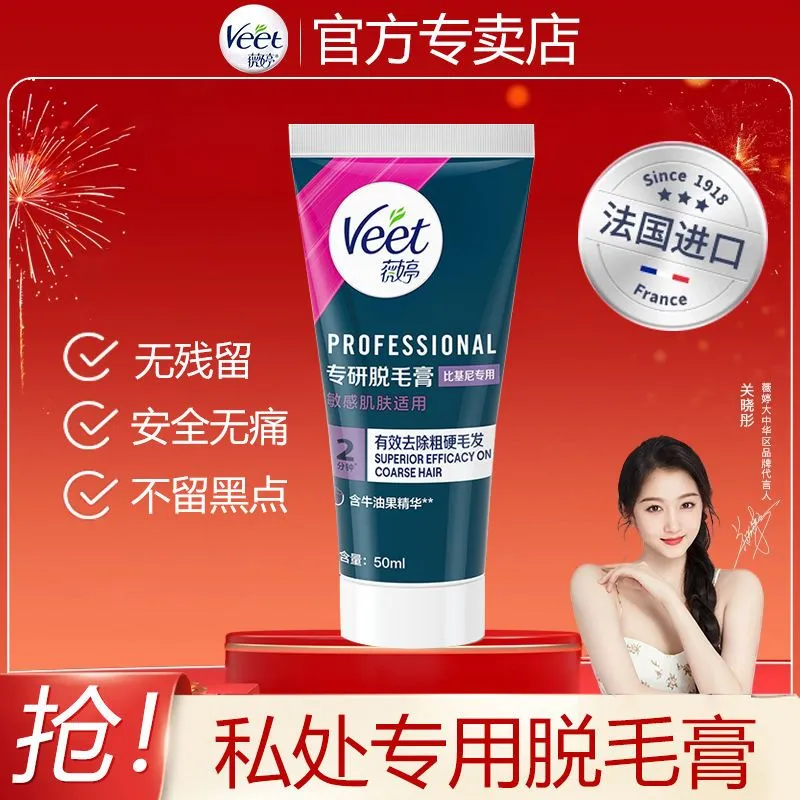 Veet
薇婷®
官方专卖店
Since 1918
法国进口
France
Veet
薇婷
PROFESSIONAL
专研脱毛膏
比基尼专用
敏感肌肤适用
2
分钟*
有效去除粗硬毛发
SUPERIOR EFFICACY ON
COARSE HAIR
含牛油果精华**
含量：50ml
无残留
安全无痛
不留黑点
薇婷大中华区品牌代言人
关晓彤
抢！
私处专用脱毛膏